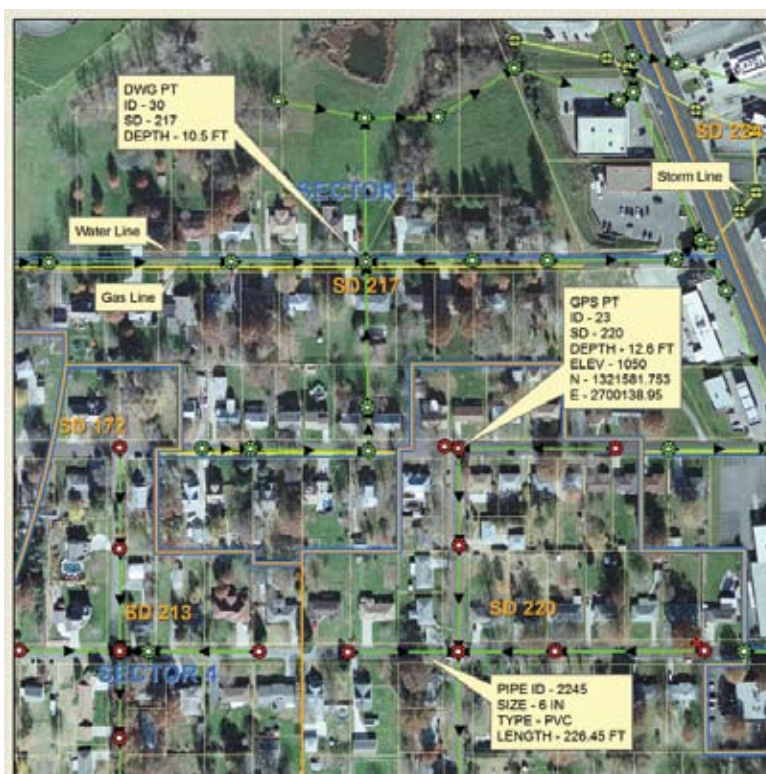 DWG PT
ID - 30
SD - 217
DEPTH - 10.5 FT
SD 224
SECTOR 1
Storm Line
Water Line
Gas Line
SD 217
GPS PT
ID - 23
SD - 220
DEPTH - 12.6 FT
ELEV - 1050
N - 1321581.753
E - 2700138.95
SD 172
SD 213
SD 220
SECTOR 4
PIPE ID - 2245
SIZE - 6 IN
TYPE - PVC
LENGTH - 226.45 FT